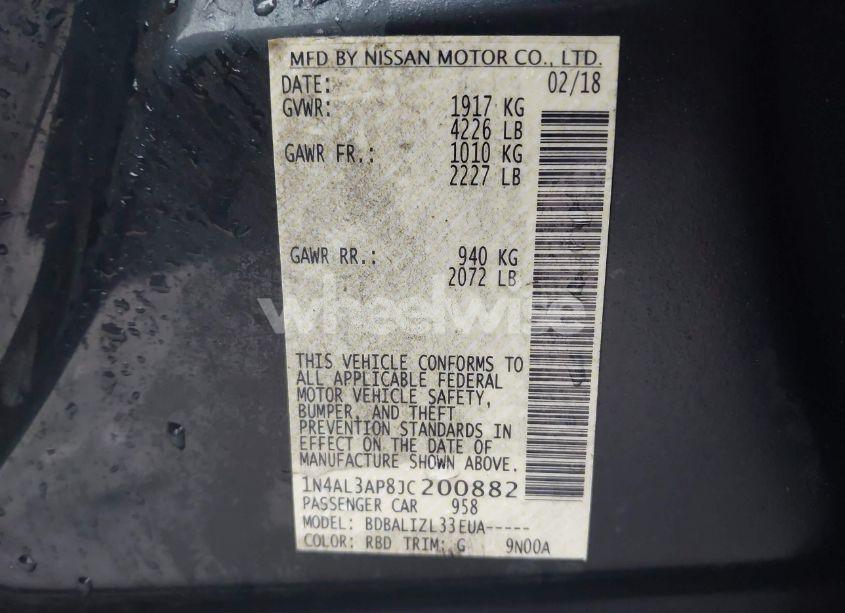 MFD BY NISSAN MOTOR CO., LTD.
DATE: 02/18
GVWR: 1917 KG
4226 LB
GAWR FR.: 1010 KG
2227 LB
GAWR RR.: 940 KG
2072 LB
wheelwise
THIS VEHICLE CONFORMS TO
ALL APPLICABLE FEDERAL
MOTOR VEHICLE SAFETY,
BUMPER, AND THEFT
PREVENTION STANDARDS IN
EFFECT ON THE DATE OF
MANUFACTURE SHOWN ABOVE.
1N4AL3AP8JC200882
PASSENGER CAR 958
MODEL: BDBALIZL33EUA-----
COLOR: RBD TRIM: G 9N00A